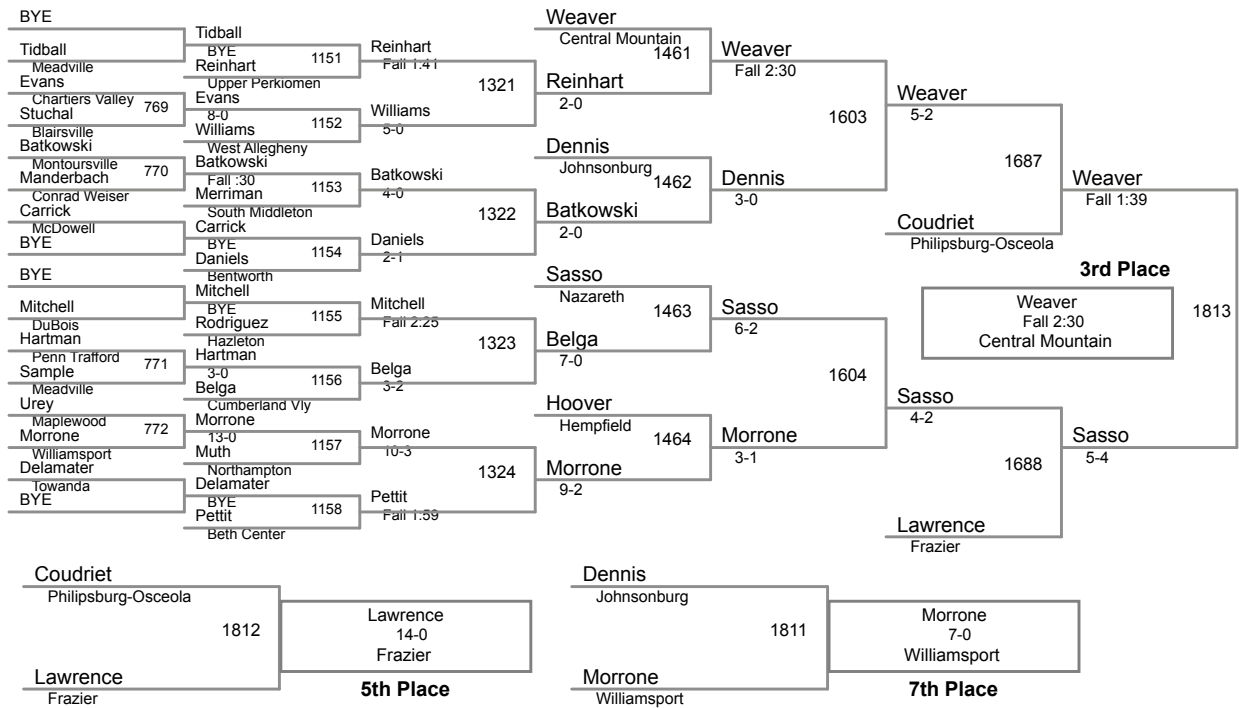 BYE
Tidball
Meadville
Evans
Chartiers Valley
769
Stuchal
Blairsville
Batkowski
Montoursville
770
Manderbach
Conrad Weiser
Carrick
McDowell
BYE
BYE
Mitchell
DuBois
Hartman
Penn Trafford
771
Sample
Meadville
Urey
Maplewood
772
Morrone
Williamsport
Delamater
Towanda
BYE
Tidball
BYE
1151
Reinhart
Upper Perkiomen
Evans
8-0
1152
Williams
West Allegheny
Batkowski
Fall :30
1153
Merriman
South Middleton
Carrick
BYE
1154
Daniels
Bentworth
Mitchell
BYE
1155
Rodriguez
Hazleton
Hartman
3-0
1156
Belga
Cumberland Vly
Morrone
13-0
1157
Muth
Northampton
Delamater
BYE
1158
Pettit
Beth Center
Reinhart
Fall 1:41
1321
Williams
5-0
Batkowski
4-0
1322
Daniels
2-1
Mitchell
Fall 2:25
1323
Belga
3-2
Morrone
10-3
1324
Pettit
Fall 1:59
Weaver
Central Mountain
1461
Reinhart
2-0
Dennis
Johnsonburg
1462
Batkowski
2-0
Sasso
Nazareth
1463
Belga
7-0
Hoover
Hempfield
1464
Morrone
9-2
Weaver
Fall 2:30
1603
Dennis
3-0
Sasso
6-2
1604
Morrone
3-1
Weaver
5-2
1687
Coudriet
Philipsburg-Osceola
Sasso
4-2
1688
Lawrence
Frazier
Weaver
Fall 1:39
1813
Sasso
5-4
3rd Place
Weaver
Fall 2:30
Central Mountain
Coudriet
Philipsburg-Osceola
1812
Lawrence
Frazier
Lawrence
14-0
Frazier
5th Place
Dennis
Johnsonburg
1811
Morrone
Williamsport
Morrone
7-0
Williamsport
7th Place